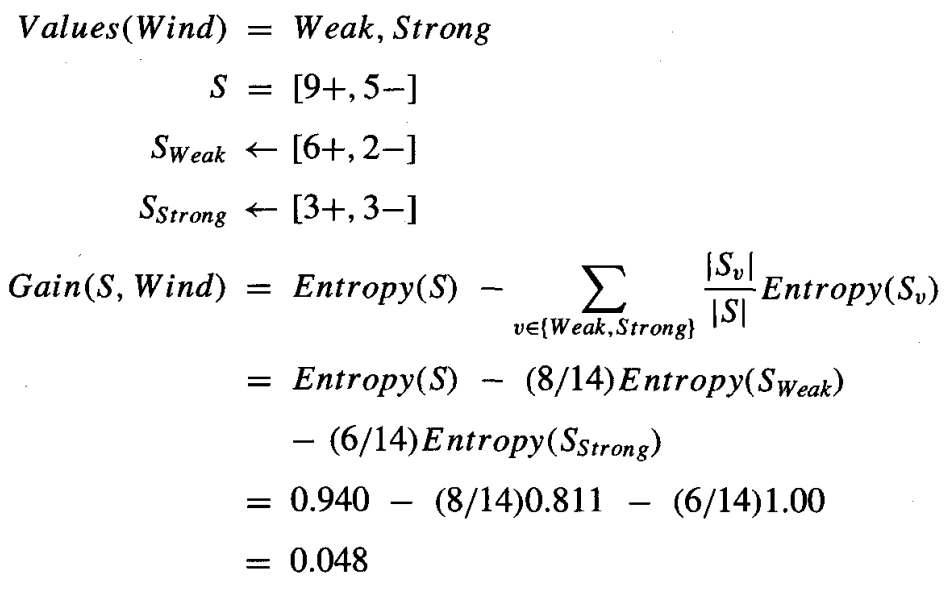 Values(Wind) = Weak, Strong
S = [9+, 5−]
S_Weak ← [6+, 2−]
S_Strong ← [3+, 3−]
Gain(S, Wind) = Entropy(S) − ∑_{v∈{Weak,Strong}} |S_v|/|S| Entropy(S_v)
= Entropy(S) − (8/14)Entropy(S_Weak)
− (6/14)Entropy(S_Strong)
= 0.940 − (8/14)0.811 − (6/14)1.00
= 0.048